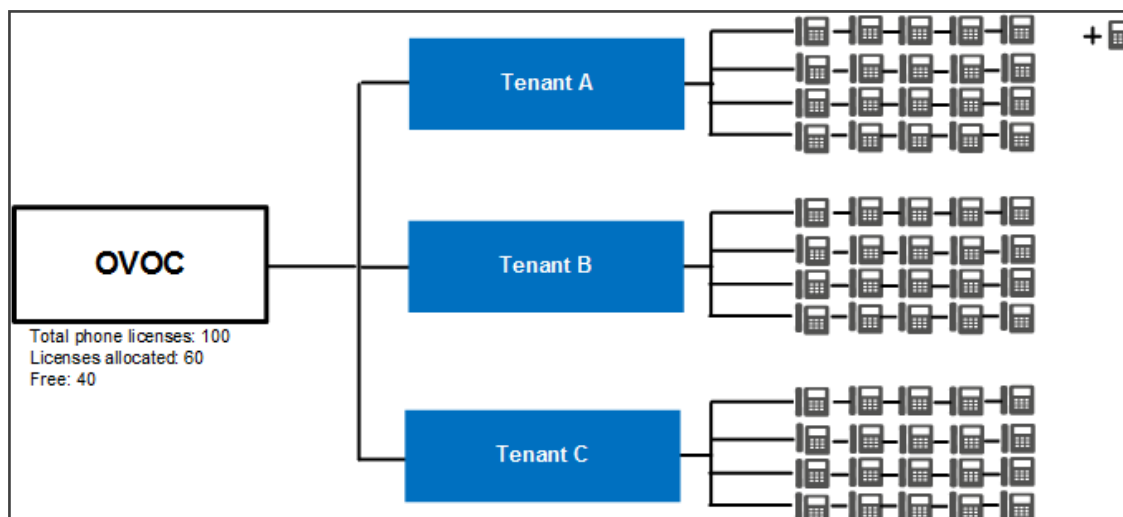 Tenant A
+
Tenant B
OVOC
Total phone licenses: 100
Licenses allocated: 60
Free: 40
Tenant C